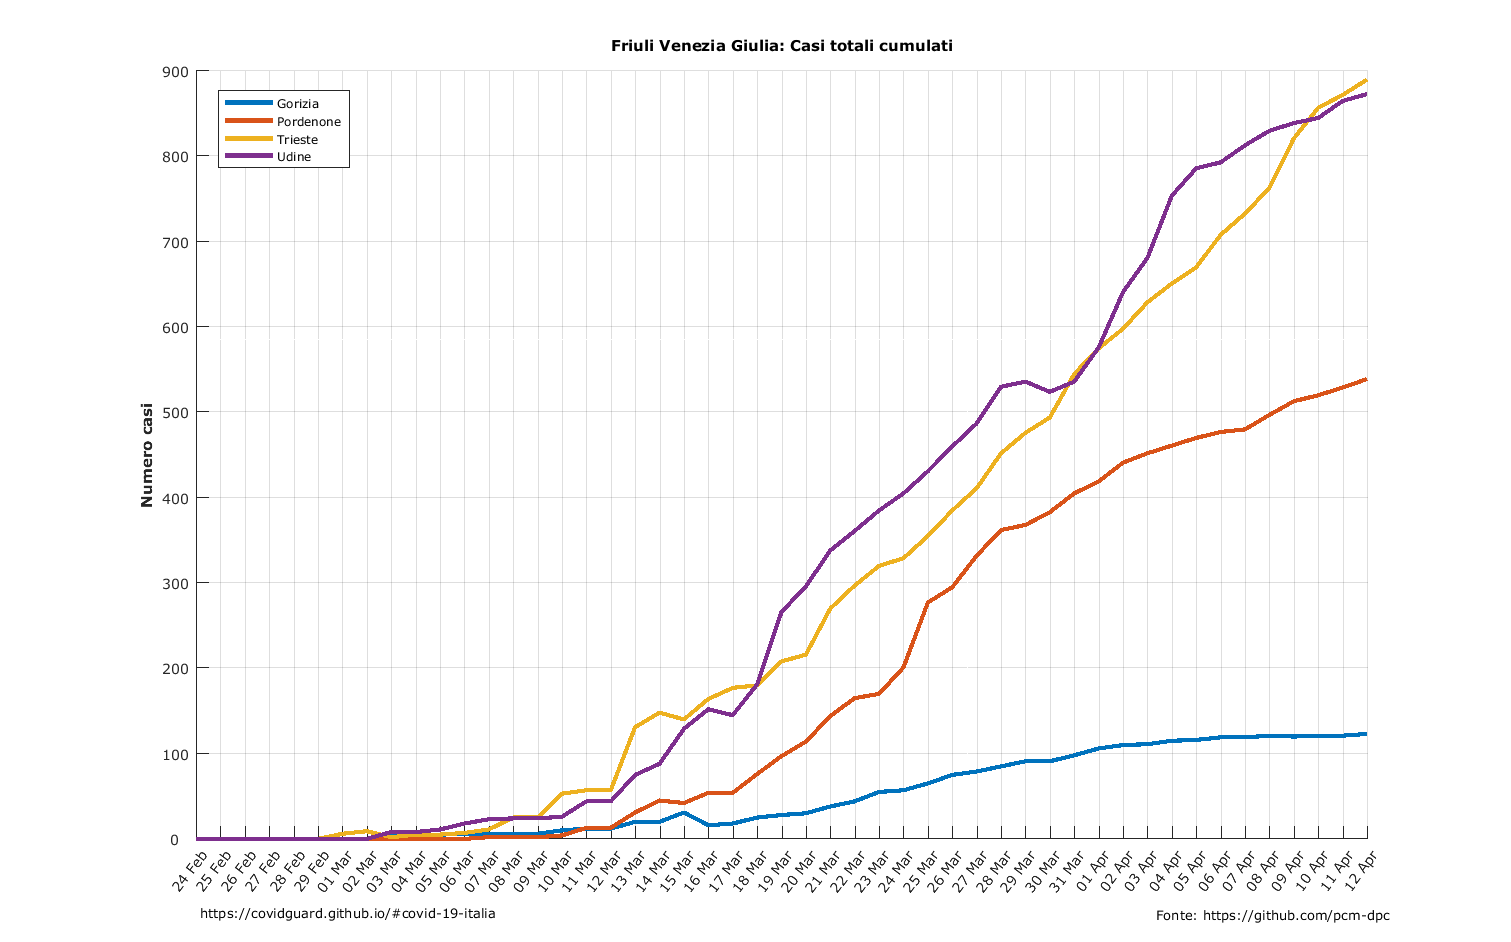 Friuli Venezia Giulia: Casi totali cumulati
Numero casi
900
800
700
600
500
400
300
200
100
0
Gorizia
Pordenone
Trieste
Udine
24 Feb
25 Feb
26 Feb
27 Feb
28 Feb
29 Feb
01 Mar
02 Mar
03 Mar
04 Mar
05 Mar
06 Mar
07 Mar
08 Mar
09 Mar
10 Mar
11 Mar
12 Mar
13 Mar
14 Mar
15 Mar
16 Mar
17 Mar
18 Mar
19 Mar
20 Mar
21 Mar
22 Mar
23 Mar
24 Mar
25 Mar
26 Mar
27 Mar
28 Mar
29 Mar
30 Mar
31 Mar
01 Apr
02 Apr
03 Apr
04 Apr
05 Apr
06 Apr
07 Apr
08 Apr
09 Apr
10 Apr
11 Apr
12 Apr
https://covidguard.github.io/#covid-19-italia
Fonte: https://github.com/pcm-dpc